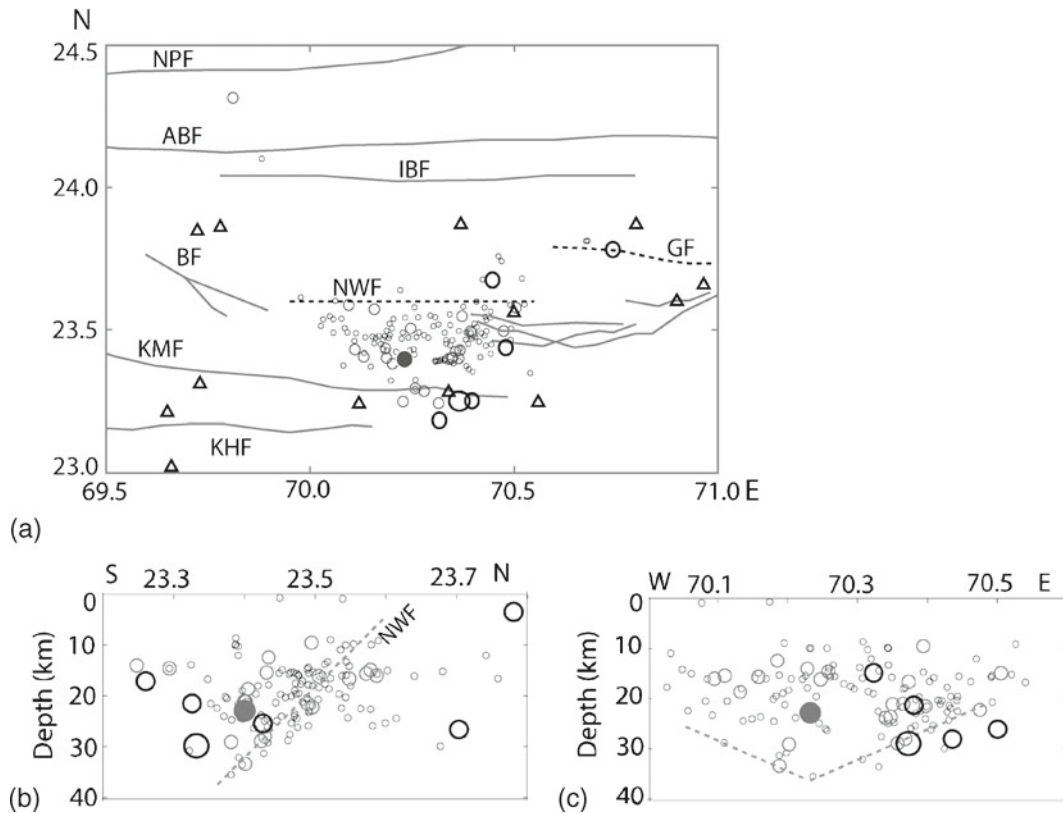 N
24.5
NPF
ABF
24.0
IBF
BF
GF
NWF
23.5
KMF
KHF
23.0
69.5 70.0 70.5 71.0 E
(a)
S 23.3 23.5 23.7 N
0
10
20
30
40
Depth (km)
NWF
(b)
W 70.1 70.3 70.5 E
0
10
20
30
40
Depth (km)
(c)